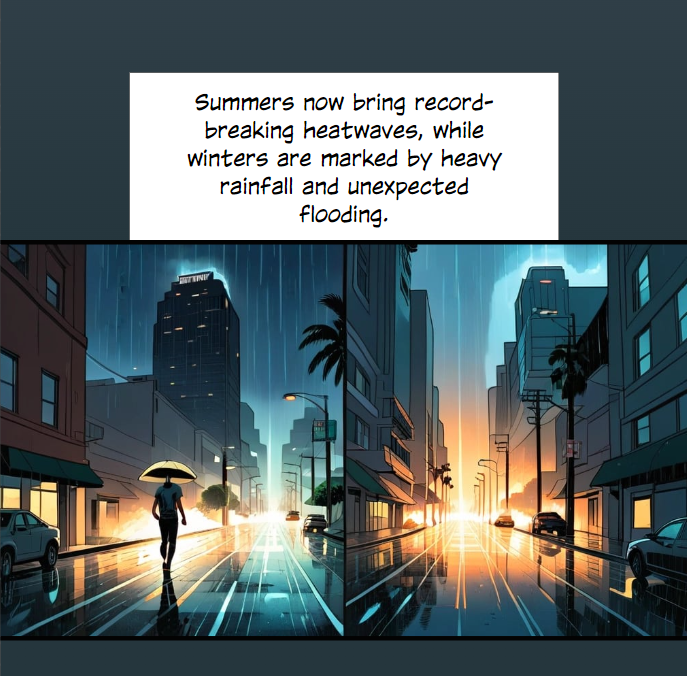 Summers now bring record-
breaking heatwaves, while
winters are marked by heavy
rainfall and unexpected
flooding.